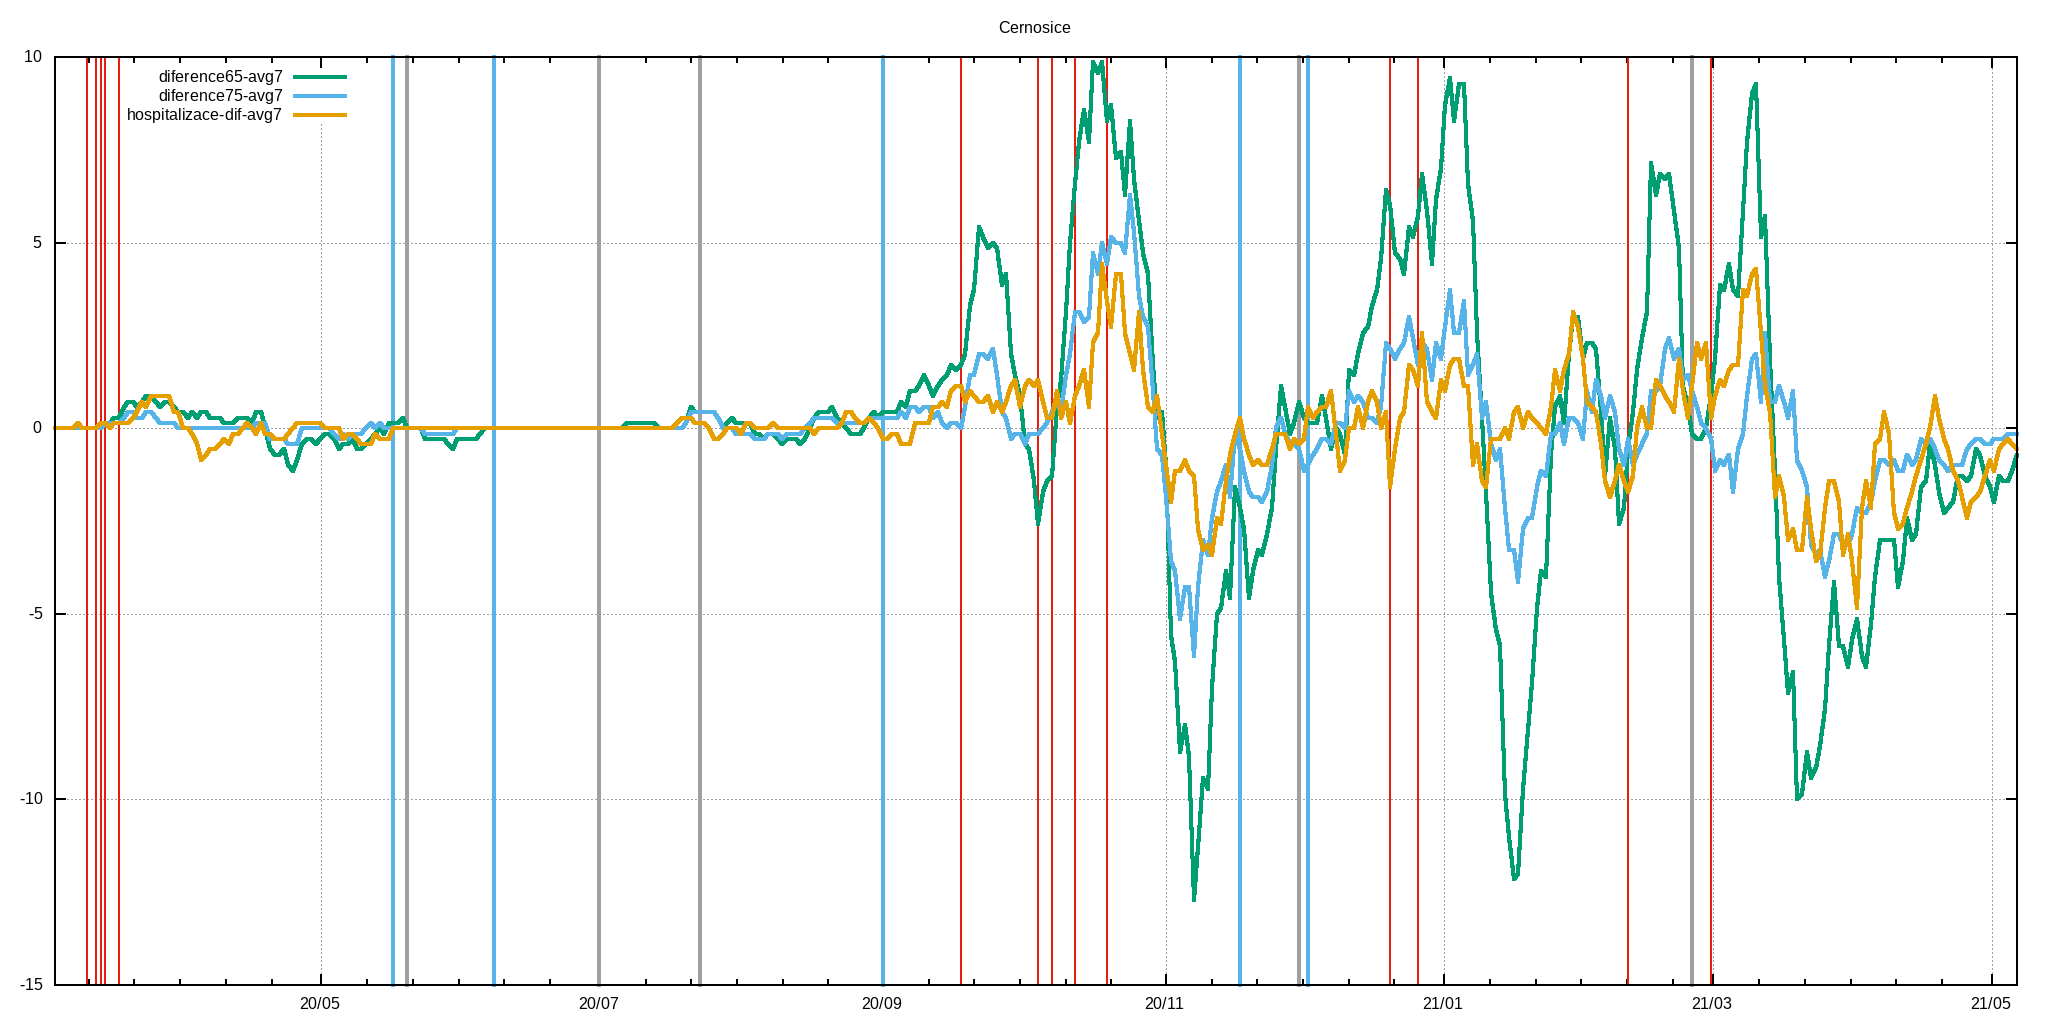 Cernosice
10
diference65-avg7
diference75-avg7
hospitalizace-dif-avg7
5
0
-5
-10
-15
20/05 20/07 20/09 20/11 21/01 21/03 21/05